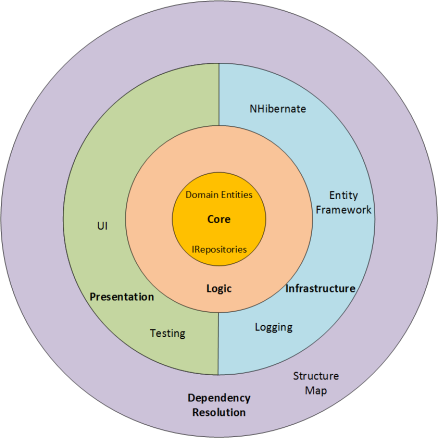 NHibernate
Domain Entities
Entity
Framework
Core
UI
IRepositories
Logic
Infrastructure
Presentation
Logging
Testing
Structure
Map
Dependency
Resolution